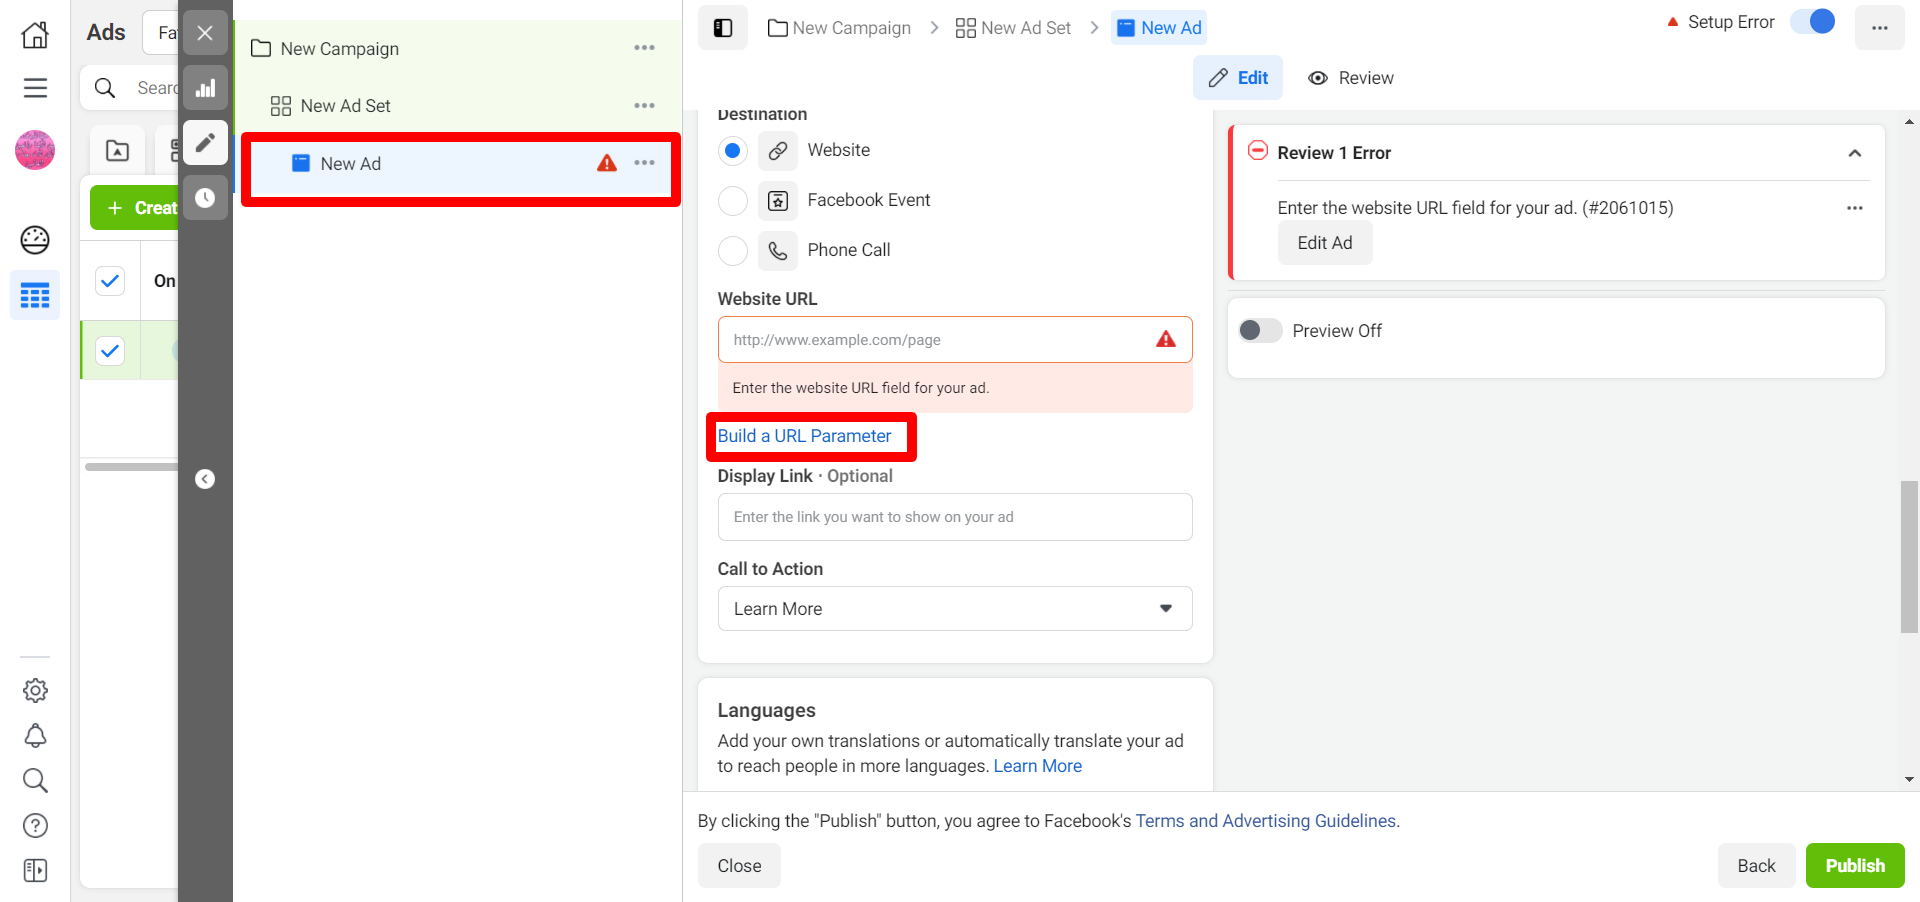 Ads
Fa
Searc
Creat
On
New Campaign
New Ad Set
New Ad
New Campaign
New Ad Set
New Ad
Setup Error
Edit
Review
Destination
Website
Facebook Event
Phone Call
Website URL
http://www.example.com/page
Enter the website URL field for your ad.
Build a URL Parameter
Display Link · Optional
Enter the link you want to show on your ad
Call to Action
Learn More
Languages
Add your own translations or automatically translate your ad
to reach people in more languages. Learn More
Review 1 Error
Enter the website URL field for your ad. (#2061015)
Edit Ad
Preview Off
By clicking the "Publish" button, you agree to Facebook's Terms and Advertising Guidelines.
Close
Back
Publish